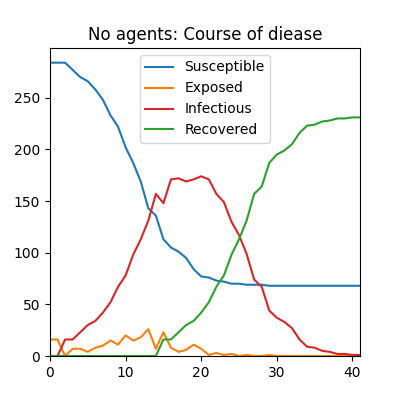 No agents: Course of diease
Susceptible
Exposed
Infectious
Recovered
250
200
150
100
50
0
0 10 20 30 40